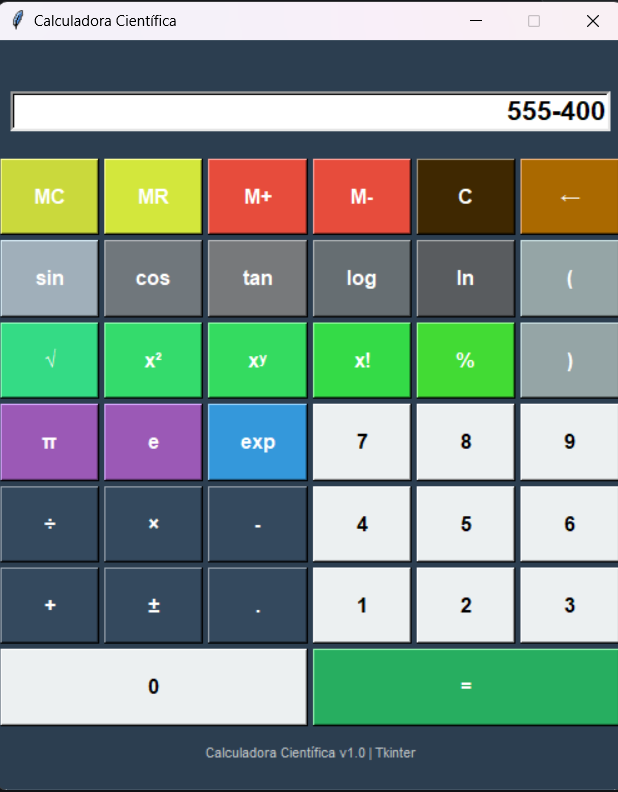 Calculadora Científica
555-400
MC MR M+ M- C ←
sin cos tan log ln (
√ x² xʸ x! % )
π e exp 7 8 9
÷ × - 4 5 6
+ ± . 1 2 3
0 =
Calculadora Científica v1.0 | Tkinter